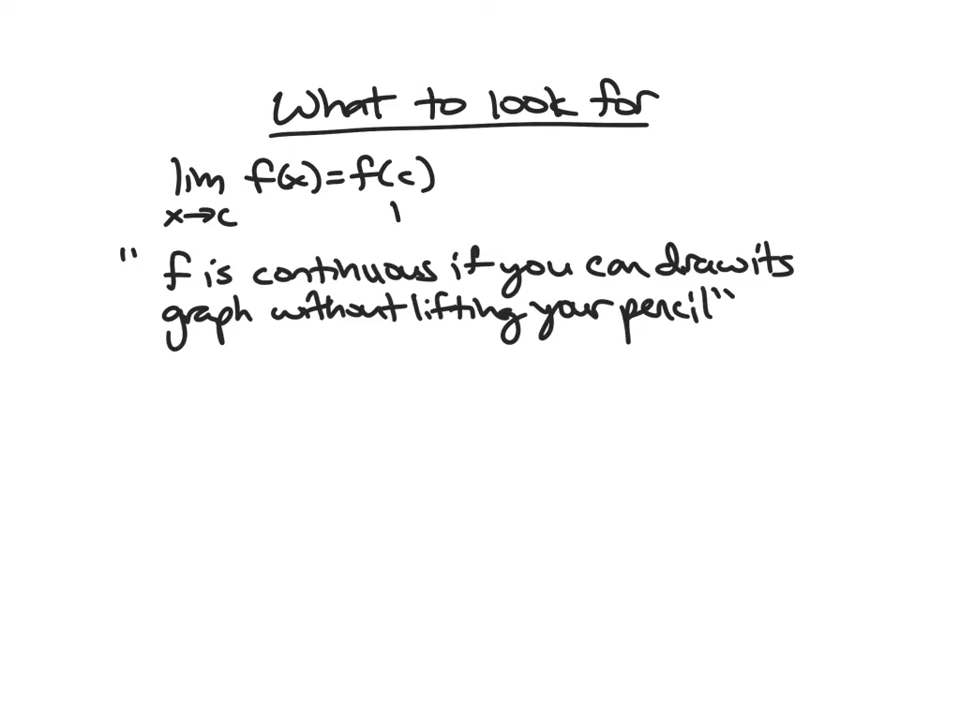 What to look for
lim f(x)=f(c)
x→c
"f is continuous if you can draw its
graph without lifting your pencil"